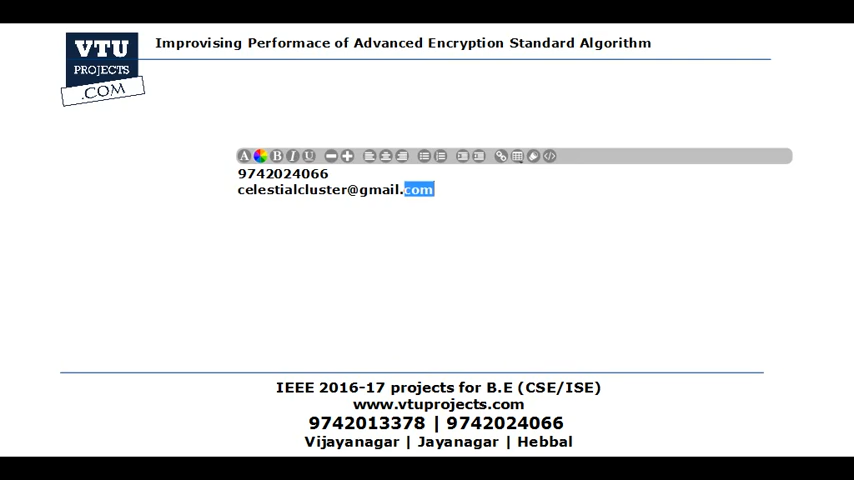 VTU
PROJECTS
.COM
Improvising Performace of Advanced Encryption Standard Algorithm
A B I U
9742024066
celestialcluster@gmail.com
IEEE 2016-17 projects for B.E (CSE/ISE)
www.vtuprojects.com
9742013378 | 9742024066
Vijayanagar | Jayanagar | Hebbal